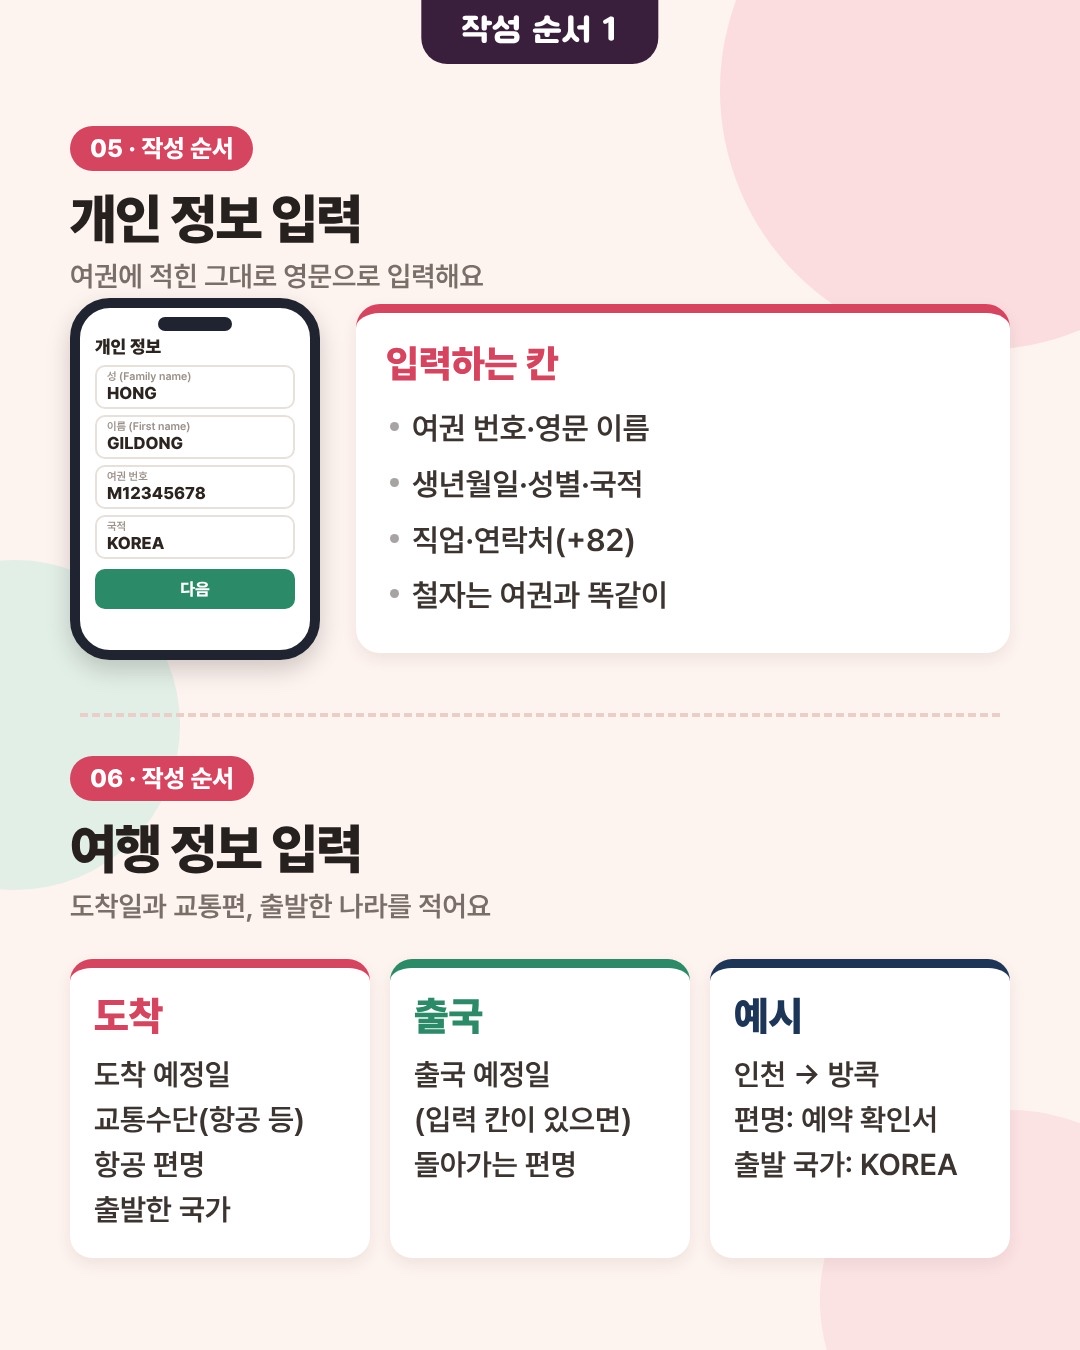 작성 순서 1
05 · 작성 순서
개인 정보 입력
여권에 적힌 그대로 영문으로 입력해요
개인 정보
성 (Family name)
HONG
이름 (First name)
GILDONG
여권 번호
M12345678
국적
KOREA
다음
입력하는 칸
• 여권 번호·영문 이름
• 생년월일·성별·국적
• 직업·연락처(+82)
• 철자는 여권과 똑같이
06 · 작성 순서
여행 정보 입력
도착일과 교통편, 출발한 나라를 적어요
도착
도착 예정일
교통수단(항공 등)
항공 편명
출발한 국가
출국
출국 예정일
(입력 칸이 있으면)
돌아가는 편명
예시
인천 → 방콕
편명: 예약 확인서
출발 국가: KOREA